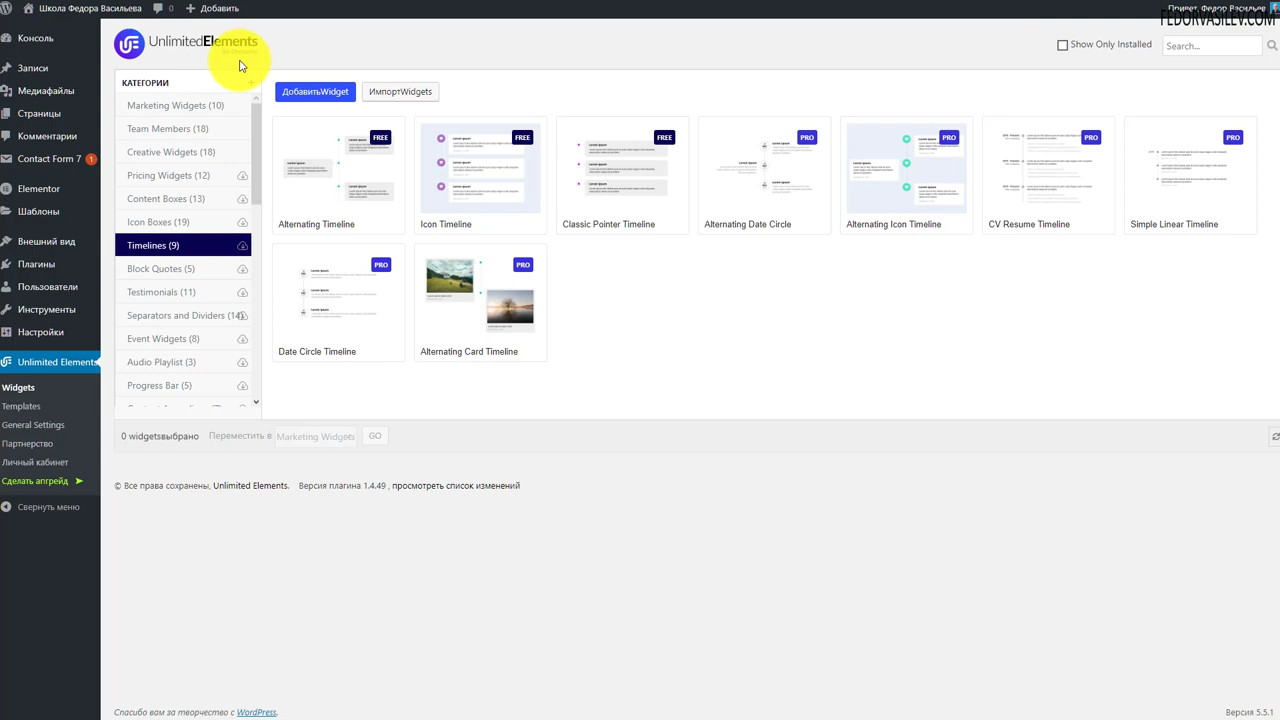 Школа Федора Васильева
0
Добавить
Привет, Федор Васильев
FEDORVASILEV.COM
Консоль
Записи
Медиафайлы
Страницы
Комментарии
Contact Form 7 1
Elementor
Шаблоны
Внешний вид
Плагины
Пользователи
Инструменты
Настройки
Unlimited Elements
Widgets
Templates
General Settings
Партнерство
Личный кабинет
Сделать апгрейд
Свернуть меню
UnlimitedElements
Show Only Installed
Search...
КАТЕГОРИИ
Marketing Widgets (10)
Team Members (18)
Creative Widgets (18)
Pricing Widgets (12)
Content Boxes (13)
Icon Boxes (19)
Timelines (9)
Block Quotes (5)
Testimonials (11)
Separators and Dividers (14)
Event Widgets (8)
Audio Playlist (3)
Progress Bar (5)
ДобавитьWidget
ИмпортWidgets
FREE
FREE
FREE
PRO
PRO
PRO
PRO
Alternating Timeline
Icon Timeline
Classic Pointer Timeline
Alternating Date Circle
Alternating Icon Timeline
CV Resume Timeline
Simple Linear Timeline
PRO
PRO
Date Circle Timeline
Alternating Card Timeline
0 widgetsвыбрано
Переместить в
Marketing Widgets
GO
© Все права сохранены, Unlimited Elements. Версия плагина 1.4.49 , просмотреть список изменений
Спасибо вам за творчество с WordPress.
Версия 5.5.1